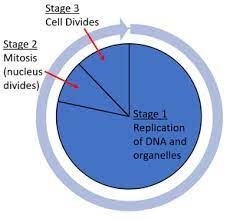 Stage 3
Cell Divides
Stage 2
Mitosis
(nucleus
divides)
Stage 1
Replication
of DNA and
organelles